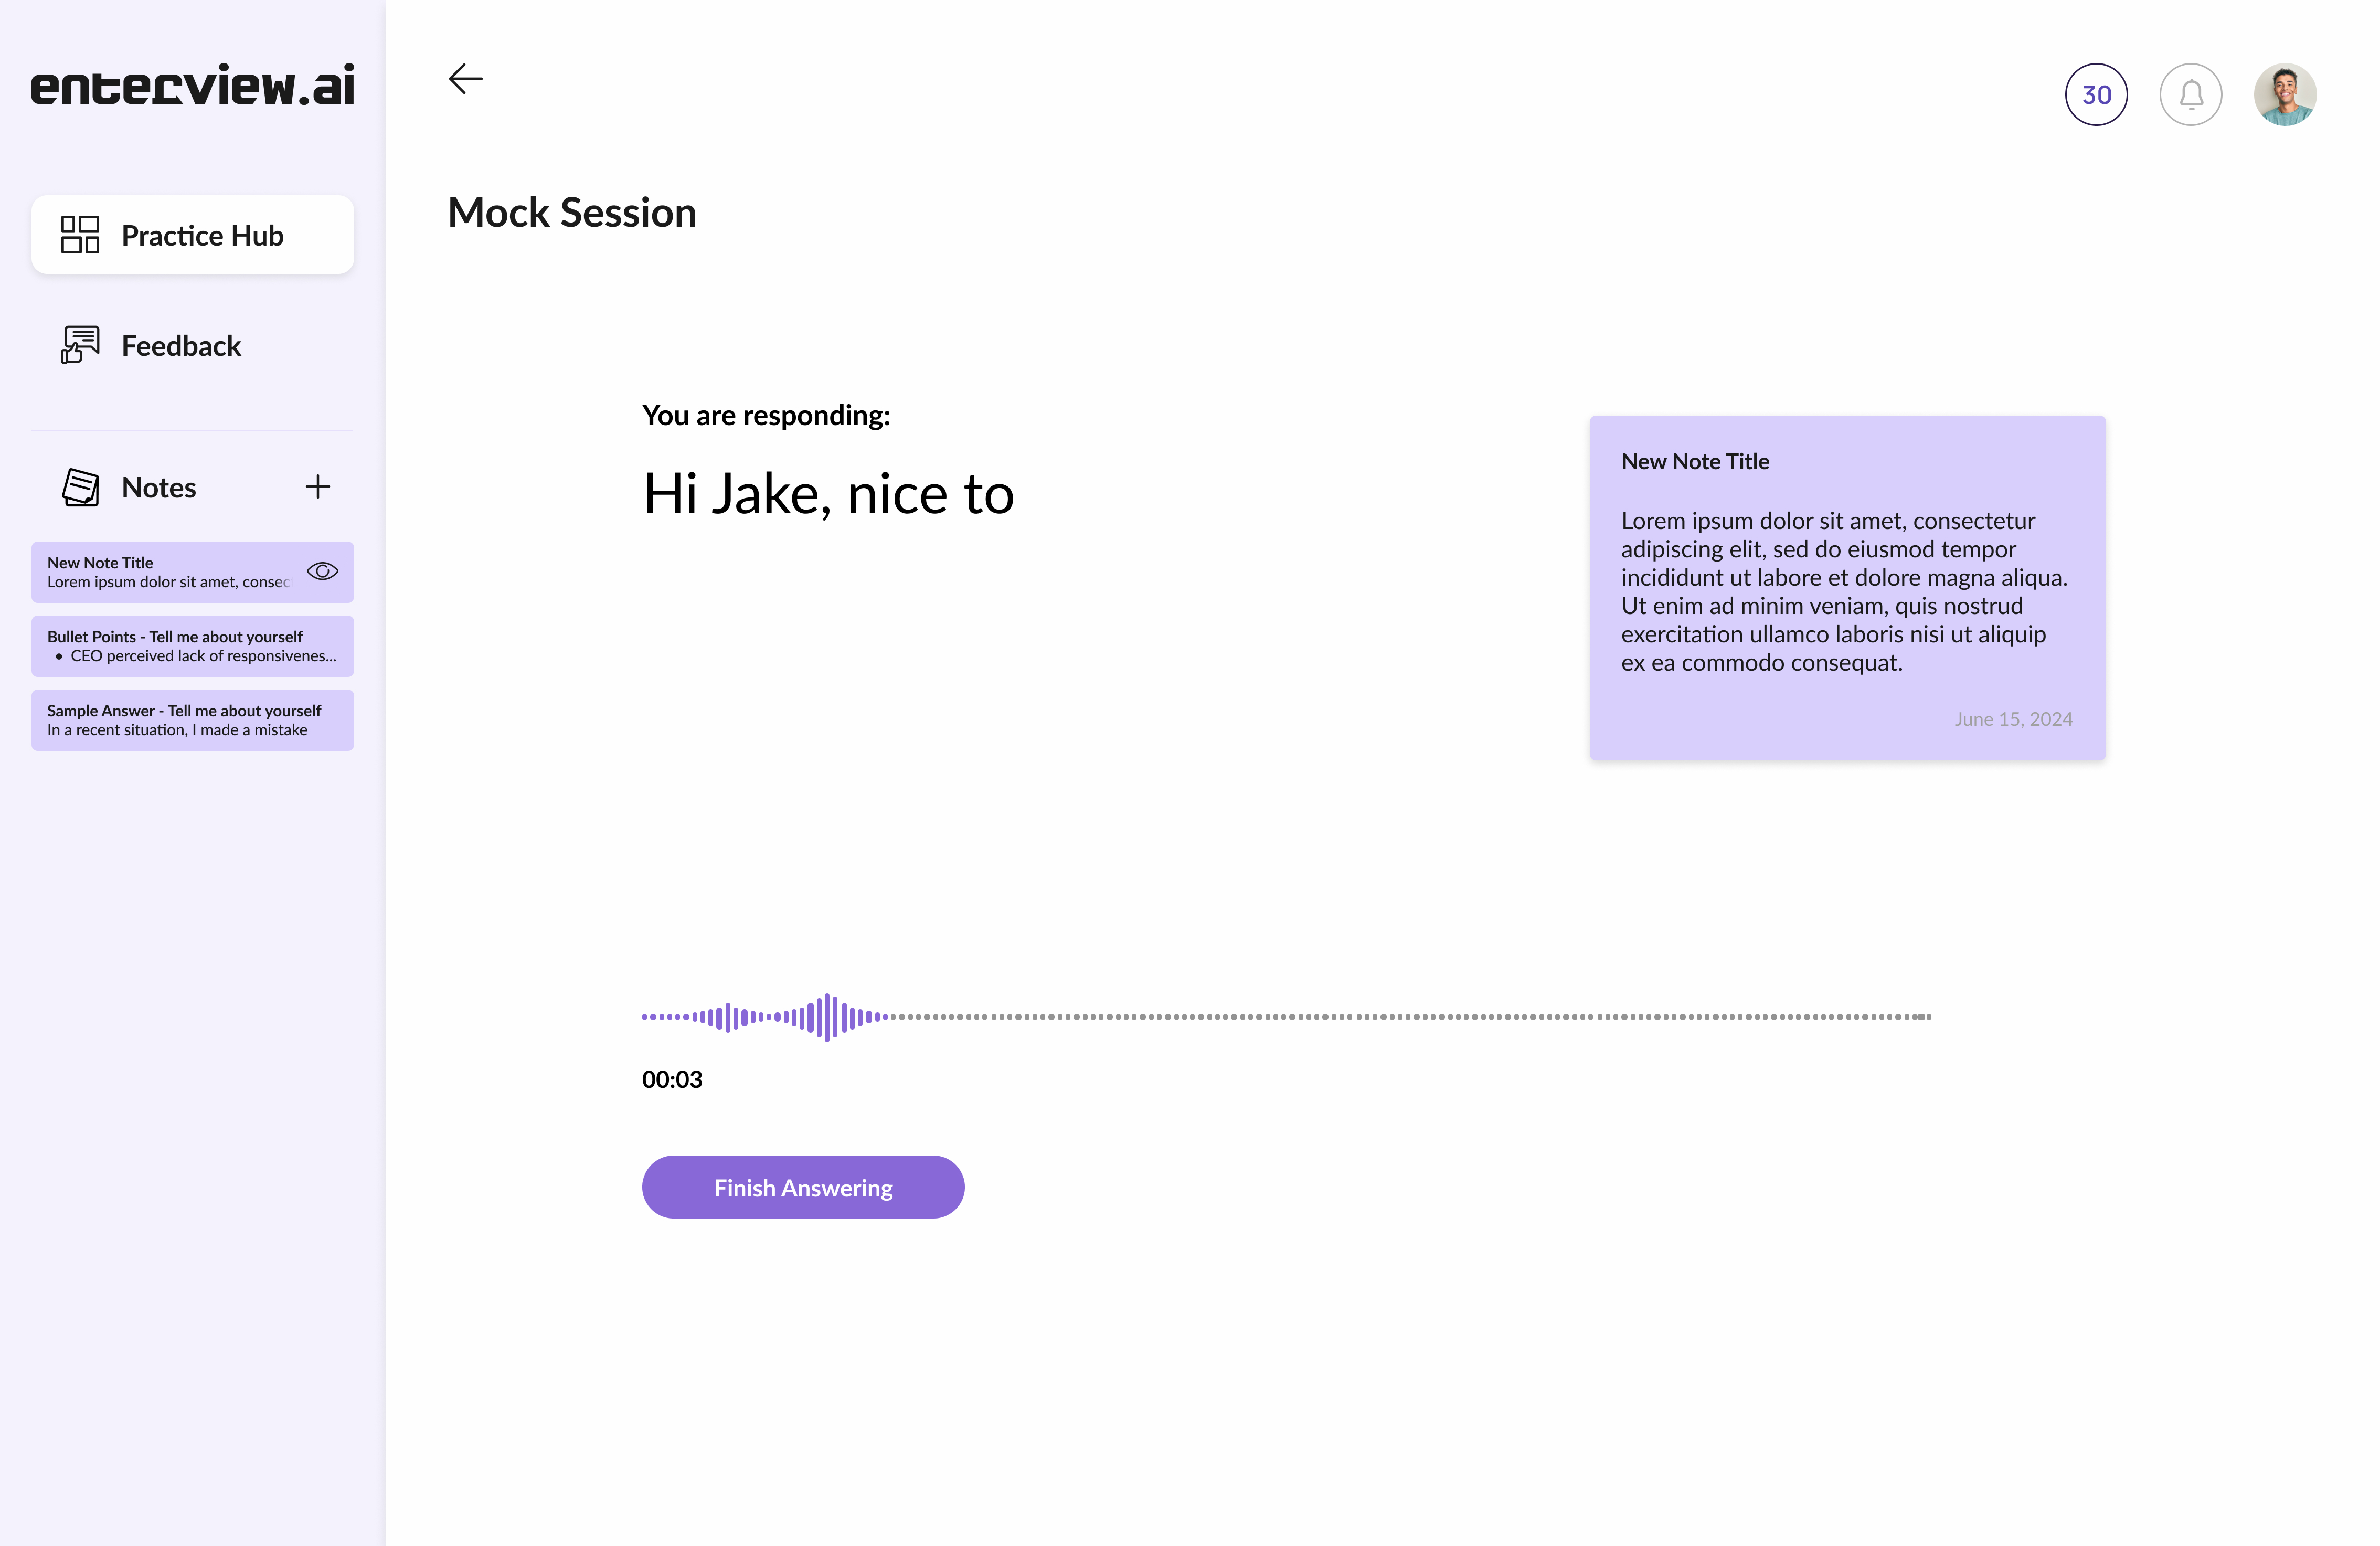 enterview.ai
30
Mock Session
Practice Hub
Feedback
Notes
New Note Title
Lorem ipsum dolor sit amet, consec
Bullet Points - Tell me about yourself
• CEO perceived lack of responsivenes...
Sample Answer - Tell me about yourself
In a recent situation, I made a mistake
You are responding:
Hi Jake, nice to
New Note Title
Lorem ipsum dolor sit amet, consectetur
adipiscing elit, sed do eiusmod tempor
incididunt ut labore et dolore magna aliqua.
Ut enim ad minim veniam, quis nostrud
exercitation ullamco laboris nisi ut aliquip
ex ea commodo consequat.
June 15, 2024
00:03
Finish Answering